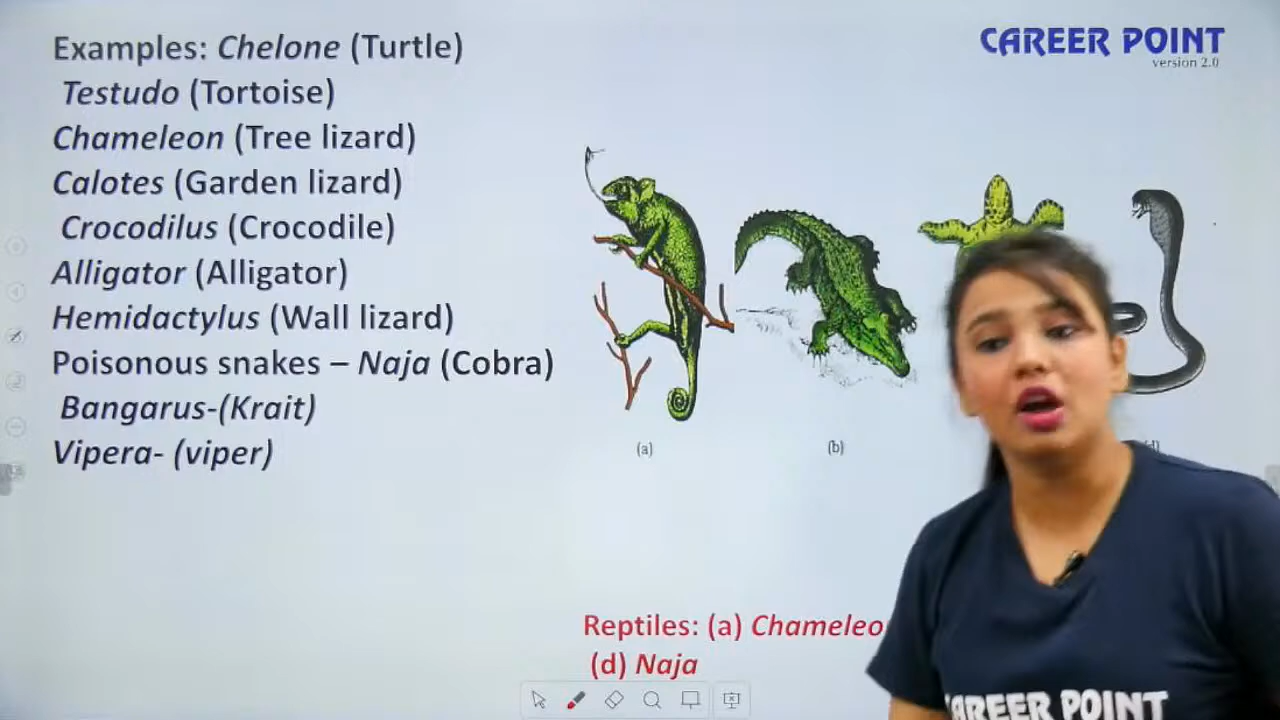 Examples: Chelone (Turtle)
Testudo (Tortoise)
Chameleon (Tree lizard)
Calotes (Garden lizard)
Crocodilus (Crocodile)
Alligator (Alligator)
Hemidactylus (Wall lizard)
Poisonous snakes – Naja (Cobra)
Bangarus-(Krait)
Vipera- (viper)
CAREER POINT
version 2.0
(a)
(b)
Reptiles: (a) Chameleo
(d) Naja
CAREER POINT